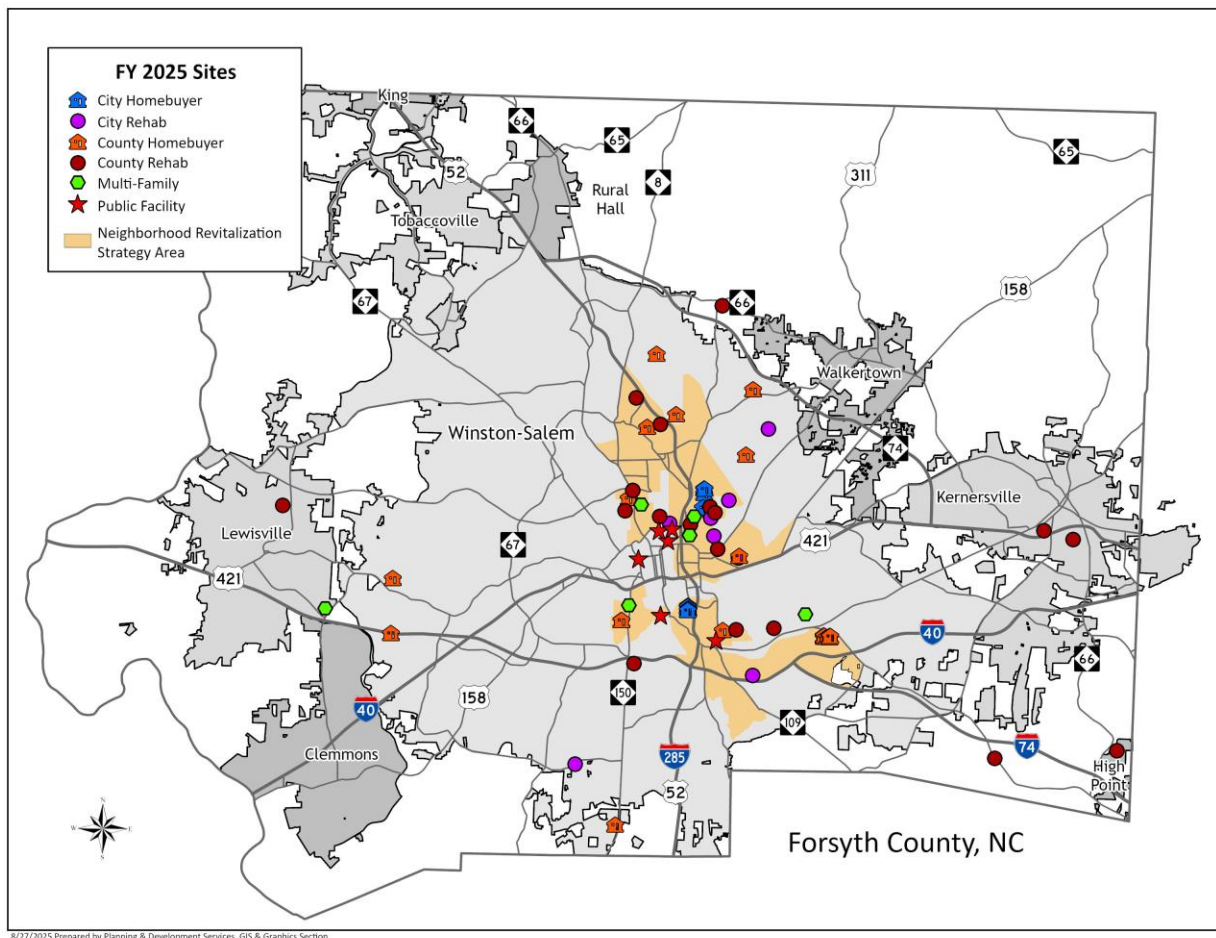 FY 2025 Sites
City Homebuyer
City Rehab
County Homebuyer
County Rehab
Multi-Family
Public Facility
Neighborhood Revitalization
Strategy Area
King
66
65
8
52
Rural
Hall
311
65
Tobaccoville
158
67
66
Walkertown
Winston-Salem
74
Kernersville
Lewisville
67
421
421
40
66
158
150
40
109
Clemmons
285
74
High
Point
52
N
W
E
S
Forsyth County, NC
8/27/2025 Prepared by Planning & Development Services, GIS & Graphics Section